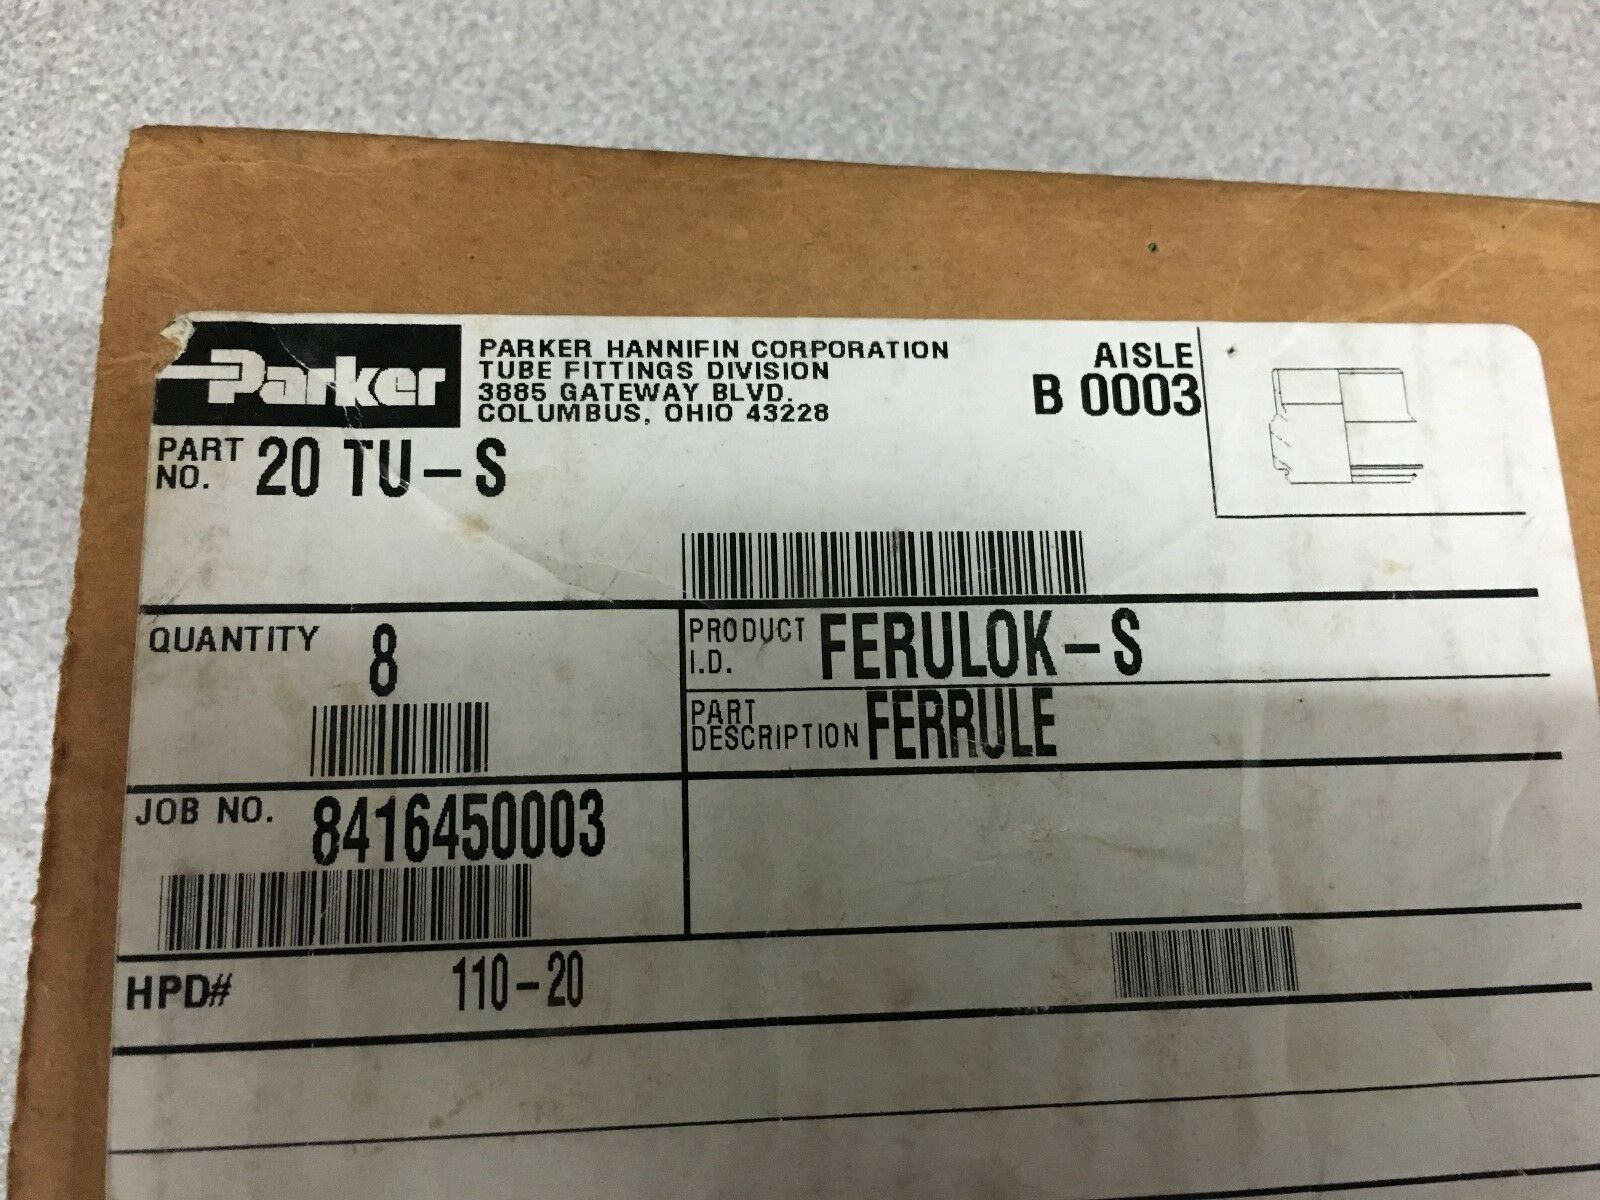 Parker
PARKER HANNIFIN CORPORATION
TUBE FITTINGS DIVISION
3885 GATEWAY BLVD.
COLUMBUS, OHIO 43228
AISLE
B 0003
PART NO. 20 TU-S
QUANTITY 8
PRODUCT I.D. FERULOK-S
PART DESCRIPTION FERRULE
JOB NO. 8416450003
HPD# 110-20